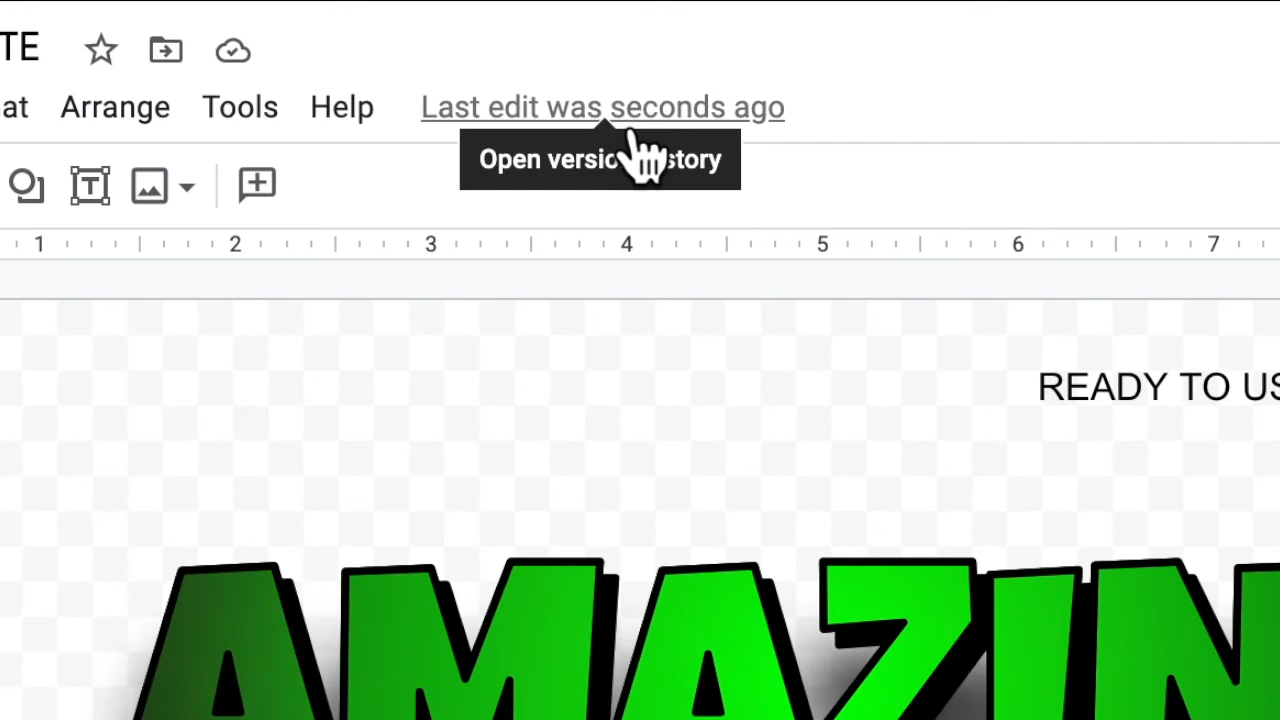 TE
at Arrange Tools Help Last edit was seconds ago
Open versio story
1 2 3 4 5 6 7
READY TO US
AMAZIN